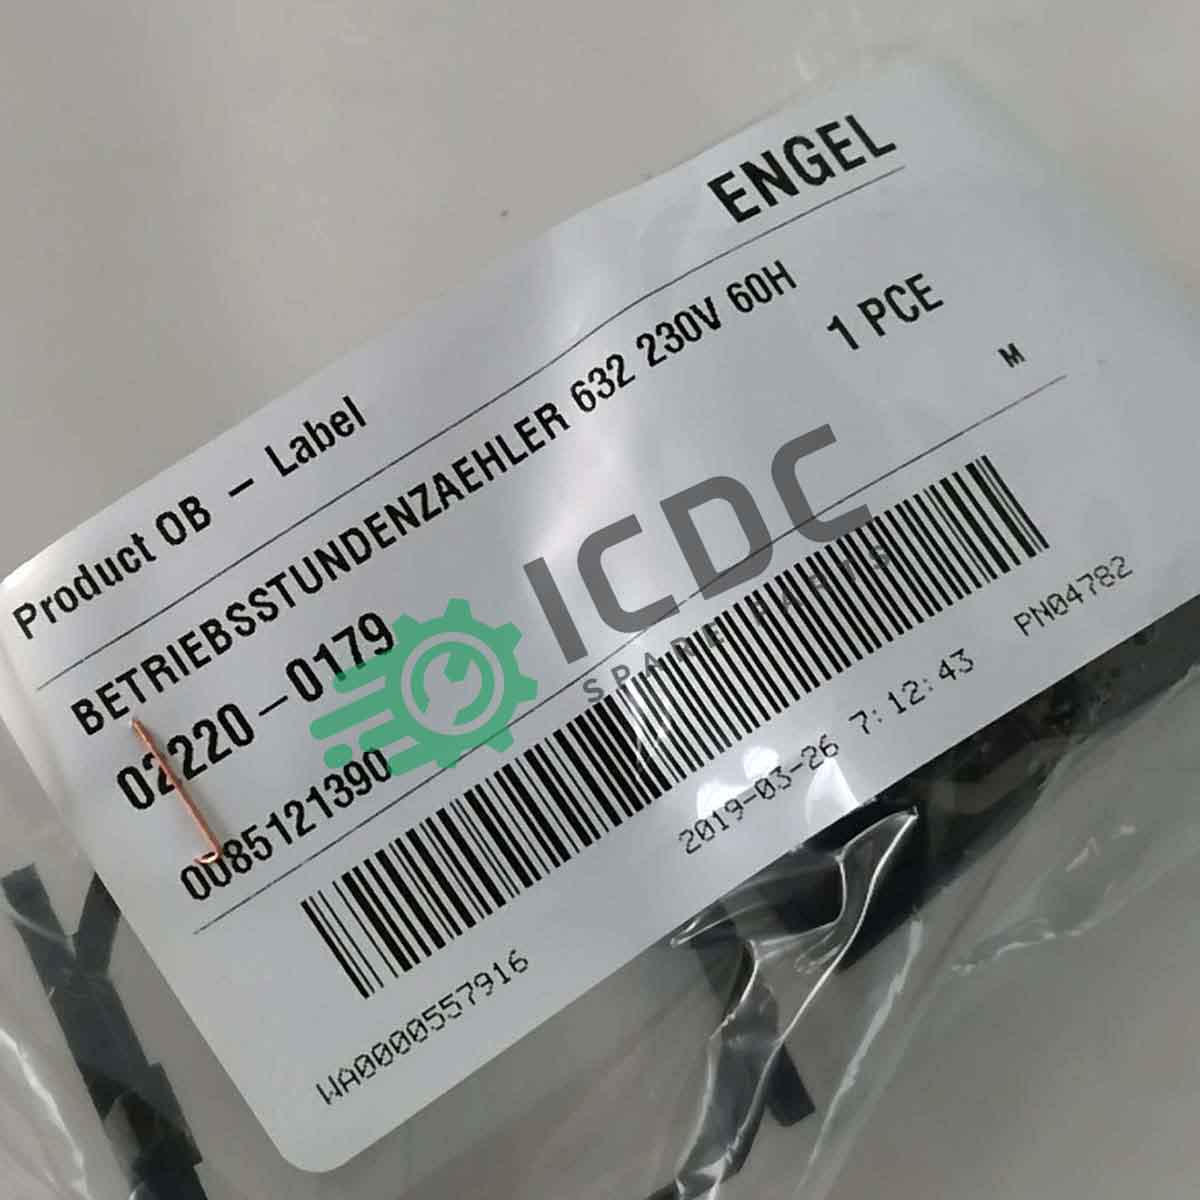 ENGEL
Product OB - Label
BETRIEBSSTUNDENZAEHLER 632 230V 60H
02220-0179
1 PCE
0085121390
M
ICDC
SPARE PARTS
WA0000557916
2019-03-26 7:12:43
PN04782